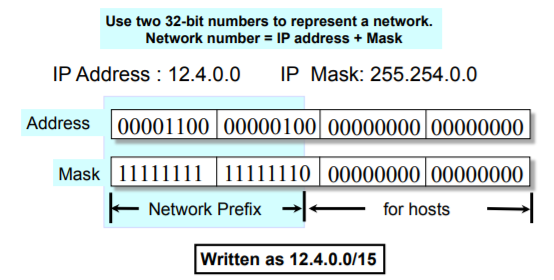 Use two 32-bit numbers to represent a network.
Network number = IP address + Mask
IP Address : 12.4.0.0 IP Mask: 255.254.0.0
Address 00001100 00000100 00000000 00000000
Mask 11111111 11111110 00000000 00000000
Network Prefix for hosts
Written as 12.4.0.0/15